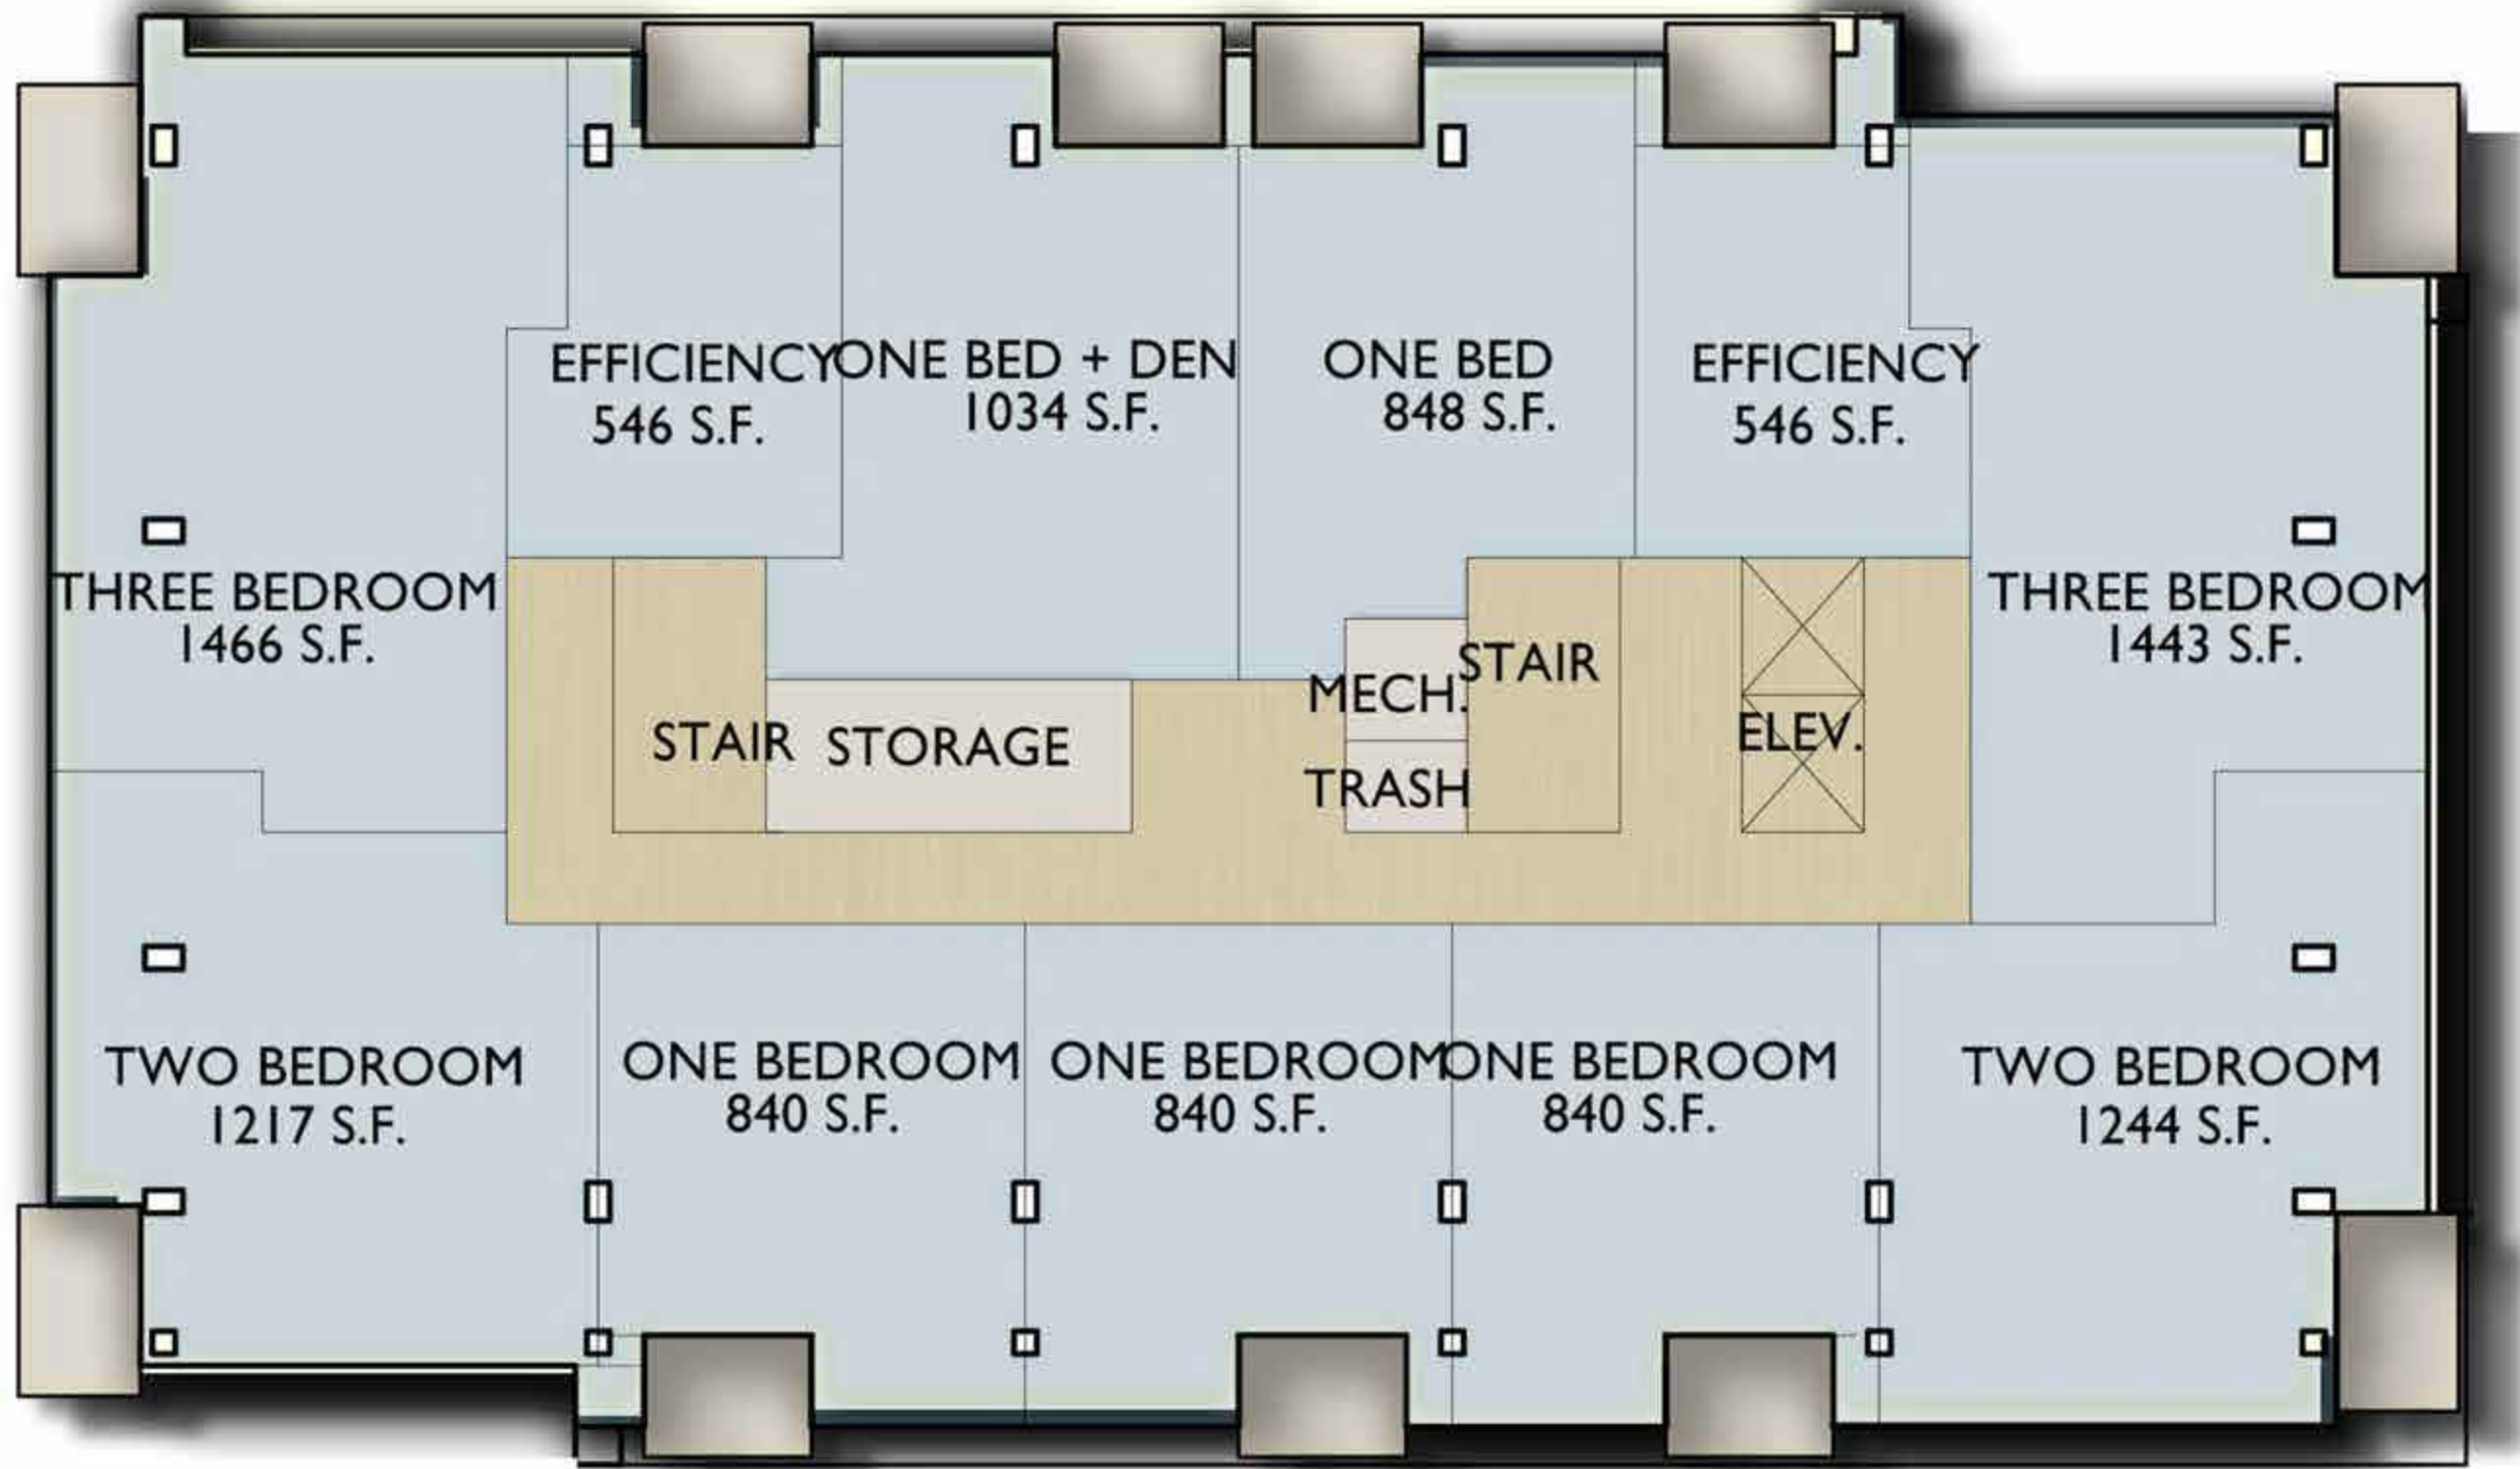 EFFICIENCY
546 S.F.
ONE BED + DEN
1034 S.F.
ONE BED
848 S.F.
EFFICIENCY
546 S.F.
THREE BEDROOM
1466 S.F.
THREE BEDROOM
1443 S.F.
STAIR
STORAGE
MECH.
STAIR
TRASH
ELEV.
TWO BEDROOM
1217 S.F.
ONE BEDROOM
840 S.F.
ONE BEDROOM
840 S.F.
ONE BEDROOM
840 S.F.
TWO BEDROOM
1244 S.F.